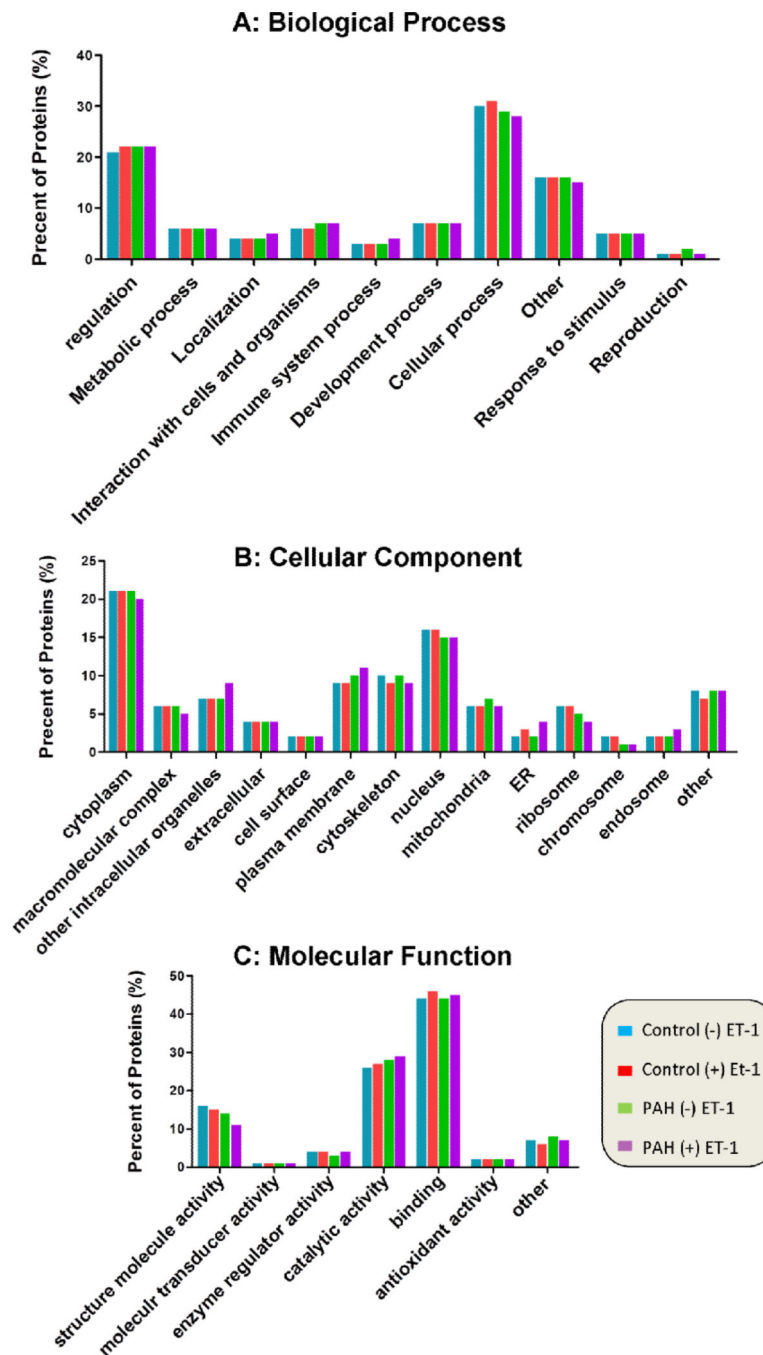 A: Biological Process
Precent of Proteins (%)
40
30
20
10
0
regulation
Metabolic process
Localization
Interaction with cells and organisms
Immune system process
Development process
Cellular process
Other
Response to stimulus
Reproduction
B: Cellular Component
Precent of Proteins (%)
25
20
15
10
5
0
cytoplasm
macromolecular complex
other intracellular organelles
extracellular
cell surface
plasma membrane
cytoskeleton
nucleus
mitochondria
ER
ribosome
chromosome
endosome
other
C: Molecular Function
Percent of Proteins (%)
50
40
30
20
10
0
structure molecule activity
moleculr transducer activity
enzyme regulator activity
catalytic activity
binding
antioxidant activity
other
Control (-) ET-1
Control (+) Et-1
PAH (-) ET-1
PAH (+) ET-1